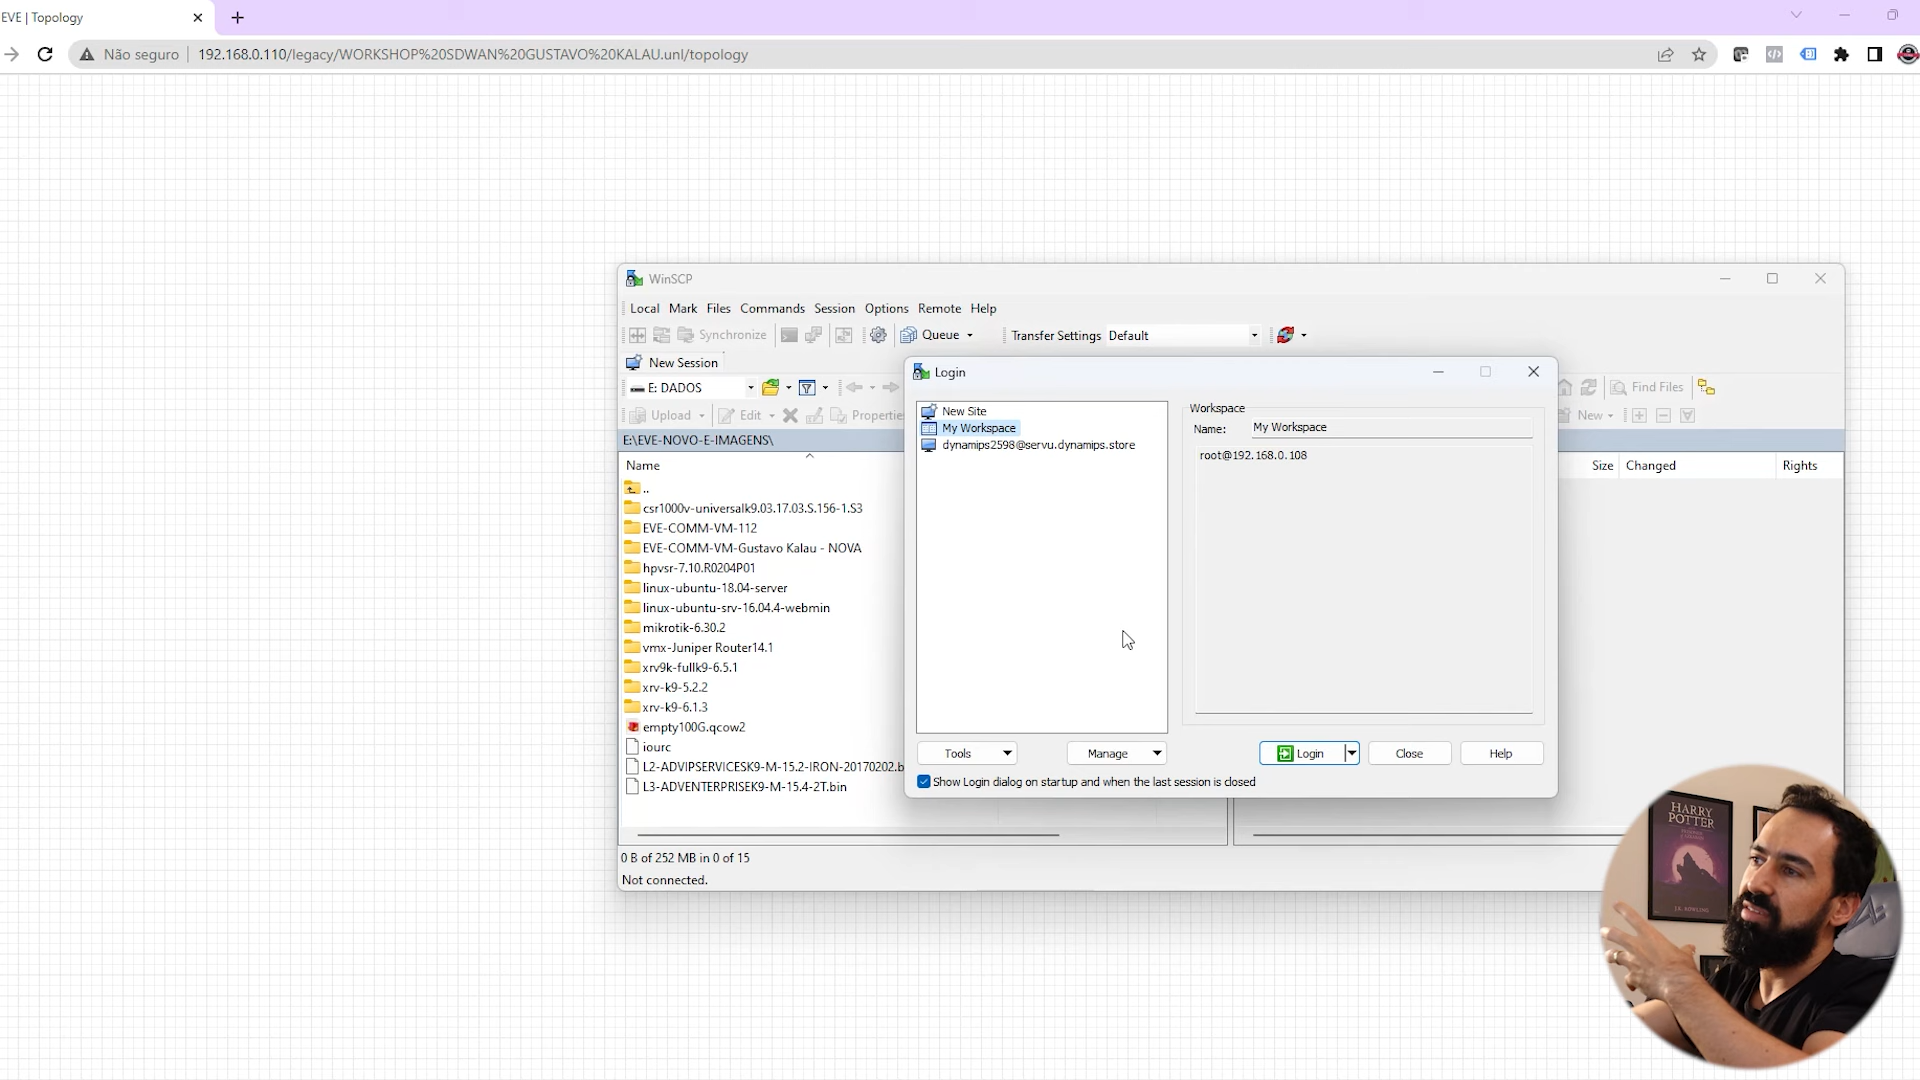 EVE | Topology
Não seguro
192.168.0.110/legacy/WORKSHOP%20SDWAN%20GUSTAVO%20KALAU.unl/topology
WinSCP
Local Mark Files Commands Session Options Remote Help
Synchronize
Queue
Transfer Settings Default
New Session
E: DADOS
Find Files
Upload
Edit
Propertie
New
E:\EVE-NOVO-E-IMAGENS\
Name
Size
Changed
Rights
..
csr1000v-universalk9.03.17.03.S.156-1.S3
EVE-COMM-VM-112
EVE-COMM-VM-Gustavo Kalau - NOVA
hpvsr-7.10.R0204P01
linux-ubuntu-18.04-server
linux-ubuntu-srv-16.04.4-webmin
mikrotik-6.30.2
vmx-Juniper Router14.1
xrv9k-fullk9-6.5.1
xrv-k9-5.2.2
xrv-k9-6.1.3
empty100G.qcow2
iourc
L2-ADVIPSERVICESK9-M-15.2-IRON-20170202.b
L3-ADVENTERPRISEK9-M-15.4-2T.bin
0 B of 252 MB in 0 of 15
Not connected.
Login
New Site
My Workspace
dynamips2598@servu.dynamips.store
Workspace
Name: My Workspace
root@192.168.0.108
Tools
Manage
Login
Close
Help
Show Login dialog on startup and when the last session is closed
HARRY
POTTER
J.K. ROWLING